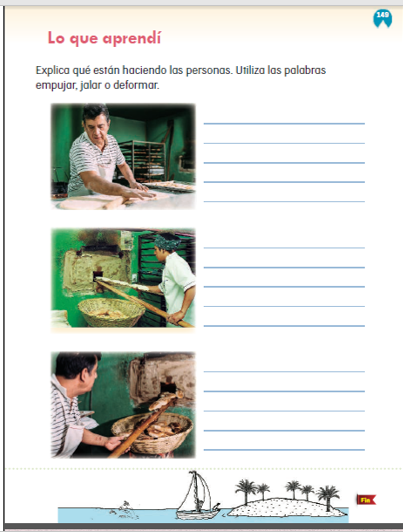 149
Lo que aprendí
Explica qué están haciendo las personas. Utiliza las palabras
empujar, jalar o deformar.
Fin